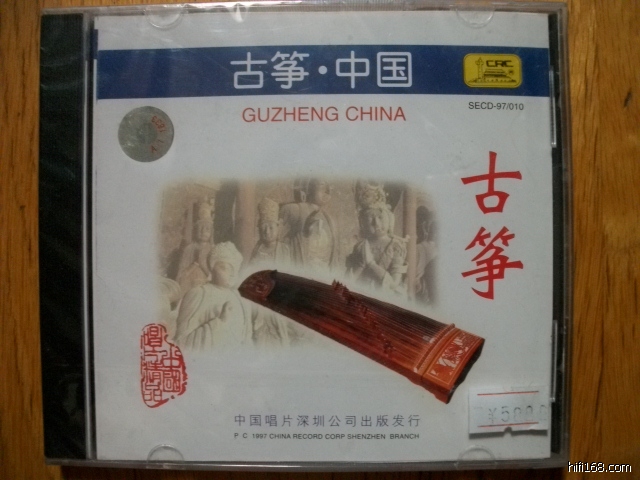 古筝·中国
CRC
SECD-97/010
GUZHENG CHINA
古筝
中国唱片深圳公司出版发行
P C 1997 CHINA RECORD CORP SHENZHEN BRANCH
hifi168.com